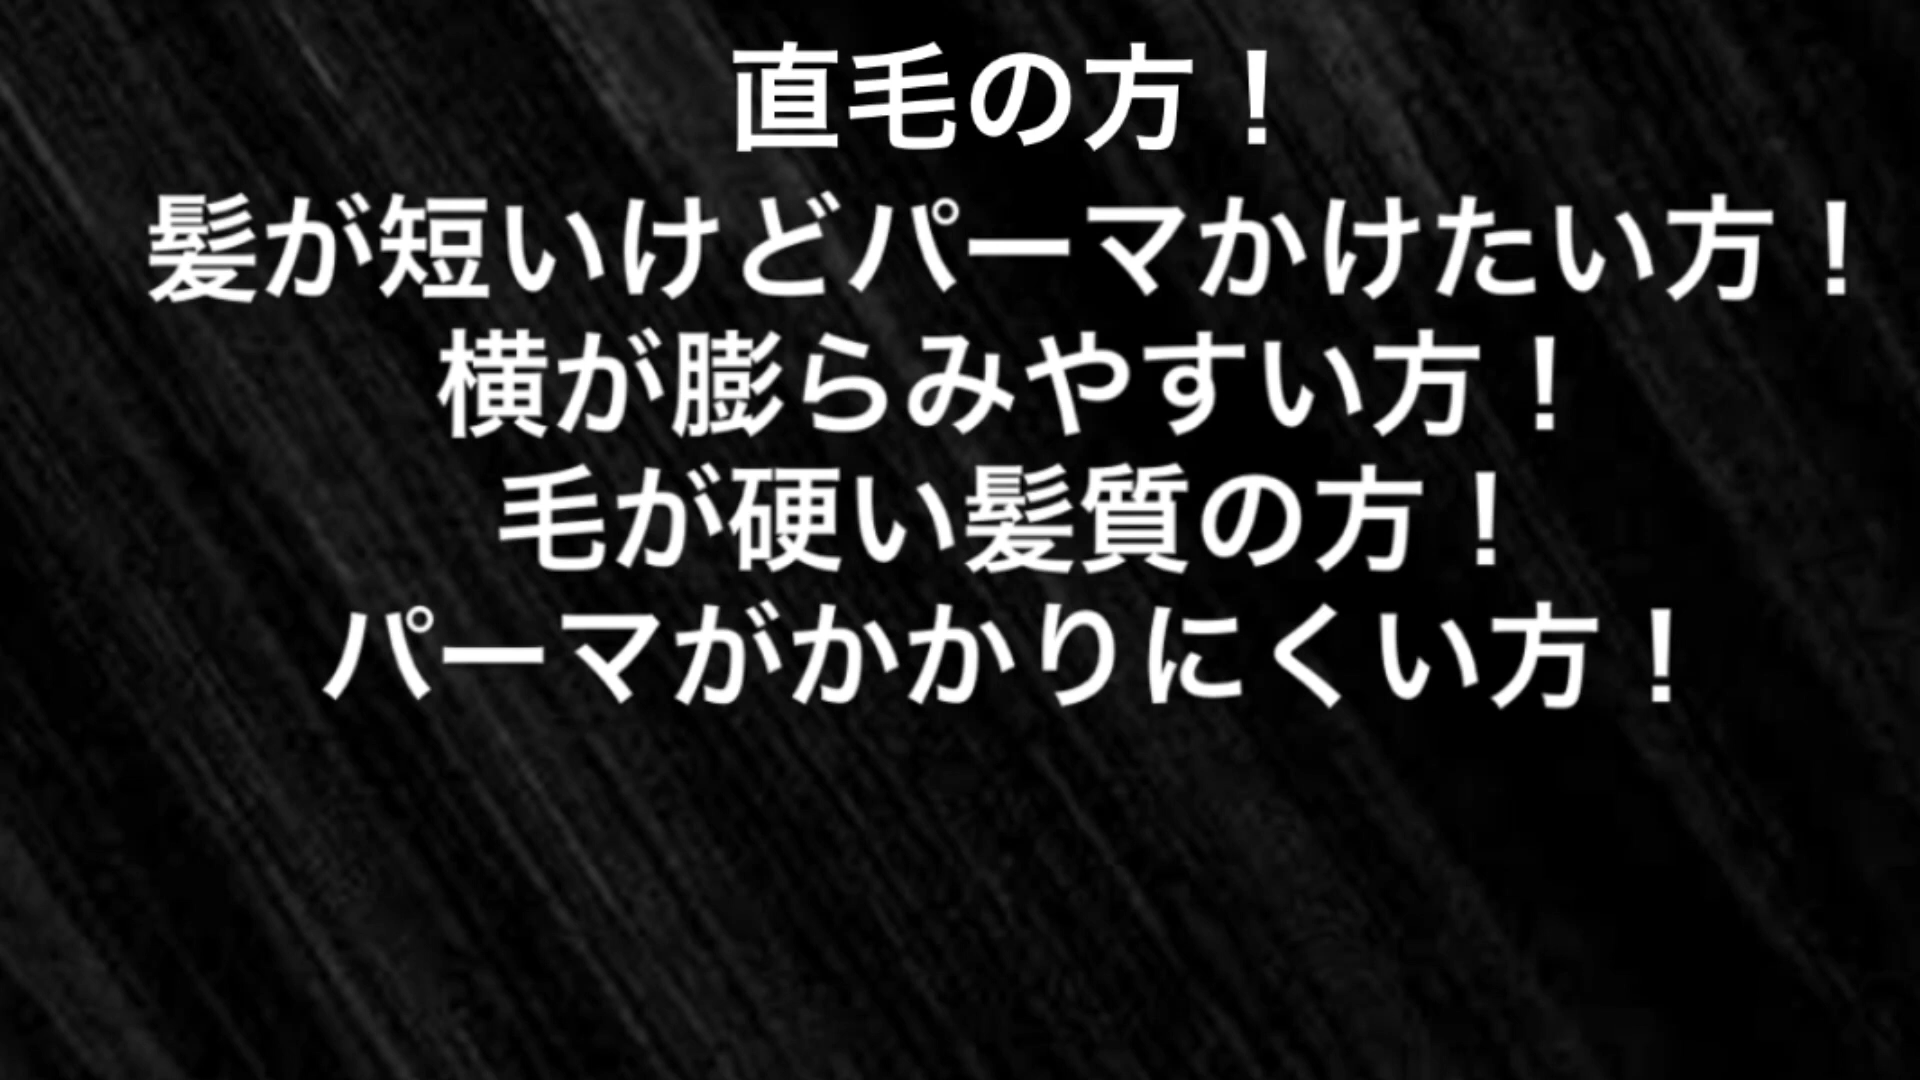 直毛の方！
髪が短いけどパーマかけたい方！
横が膨らみやすい方！
毛が硬い髪質の方！
パーマがかかりにくい方！